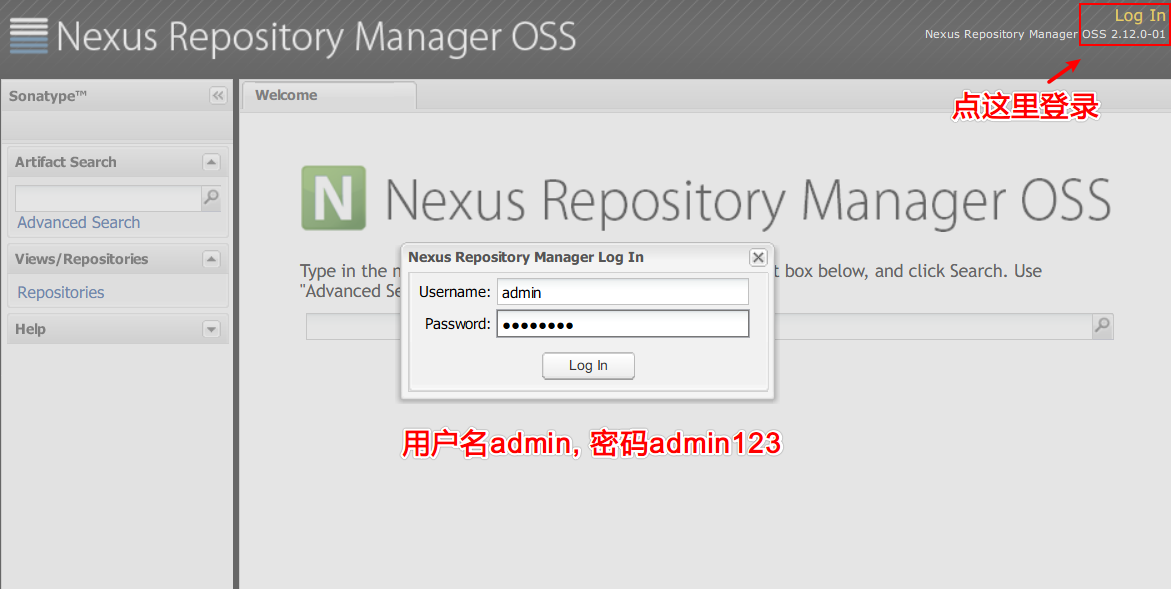 Nexus Repository Manager OSS
Log In
Nexus Repository Manager OSS 2.12.0-01
点这里登录
Sonatype™
Welcome
Artifact Search
Advanced Search
Views/Repositories
Repositories
Help
N Nexus Repository Manager OSS
Type in the n
t box below, and click Search. Use
"Advanced Se
Nexus Repository Manager Log In
Username: admin
Password: ●●●●●●●●
Log In
用户名admin, 密码admin123